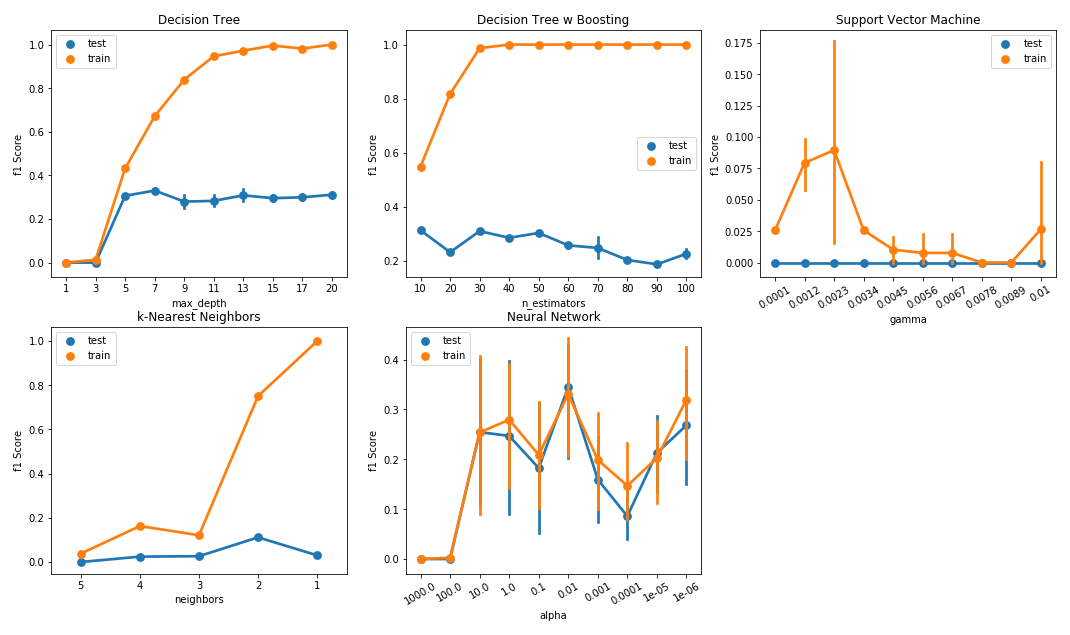 Decision Tree
1.0
0.8
0.6
0.4
0.2
0.0
f1 Score
test
train
1 3 5 7 9 11 13 15 17 20
max_depth
Decision Tree w Boosting
1.0
0.8
0.6
0.4
0.2
f1 Score
test
train
10 20 30 40 50 60 70 80 90 100
n_estimators
Support Vector Machine
0.175
0.150
0.125
0.100
0.075
0.050
0.025
0.000
f1 Score
test
train
0.0001 0.0012 0.0023 0.0034 0.0045 0.0056 0.0067 0.0078 0.0089 0.01
gamma
k-Nearest Neighbors
1.0
0.8
0.6
0.4
0.2
0.0
f1 Score
test
train
5 4 3 2 1
neighbors
Neural Network
0.4
0.3
0.2
0.1
0.0
f1 Score
test
train
1000.0 100.0 10.0 1.0 0.1 0.01 0.001 0.0001 1e-05 1e-06
alpha